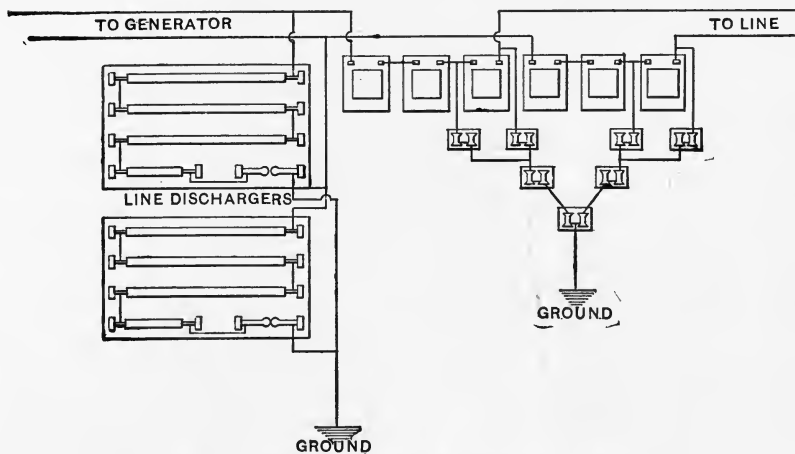 TO GENERATOR
TO LINE
LINE DISCHARGERS
GROUND
GROUND